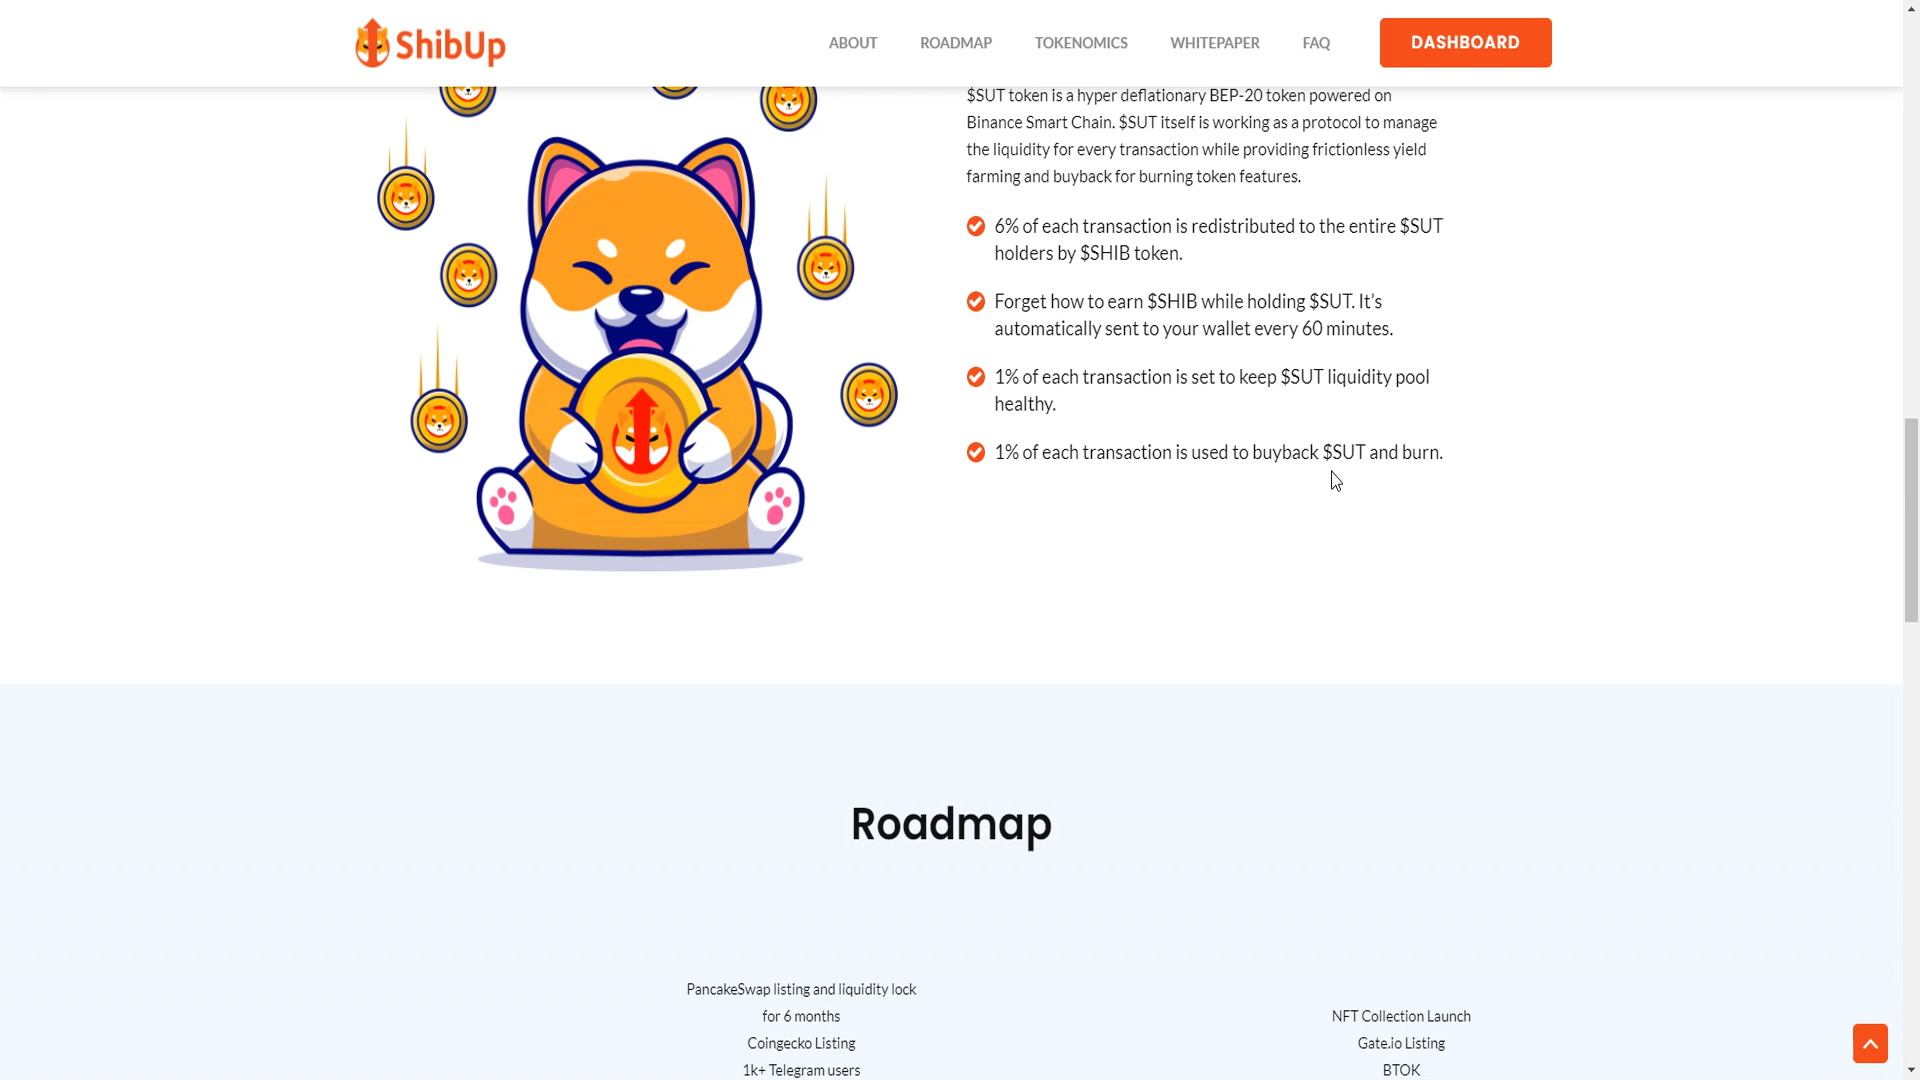 ShibUp
ABOUT
ROADMAP
TOKENOMICS
WHITEPAPER
FAQ
DASHBOARD
$SUT token is a hyper deflationary BEP-20 token powered on
Binance Smart Chain. $SUT itself is working as a protocol to manage
the liquidity for every transaction while providing frictionless yield
farming and buyback for burning token features.
6% of each transaction is redistributed to the entire $SUT
holders by $SHIB token.
Forget how to earn $SHIB while holding $SUT. It’s
automatically sent to your wallet every 60 minutes.
1% of each transaction is set to keep $SUT liquidity pool
healthy.
1% of each transaction is used to buyback $SUT and burn.
Roadmap
PancakeSwap listing and liquidity lock
for 6 months
Coingecko Listing
1k+ Telegram users
NFT Collection Launch
Gate.io Listing
BTOK